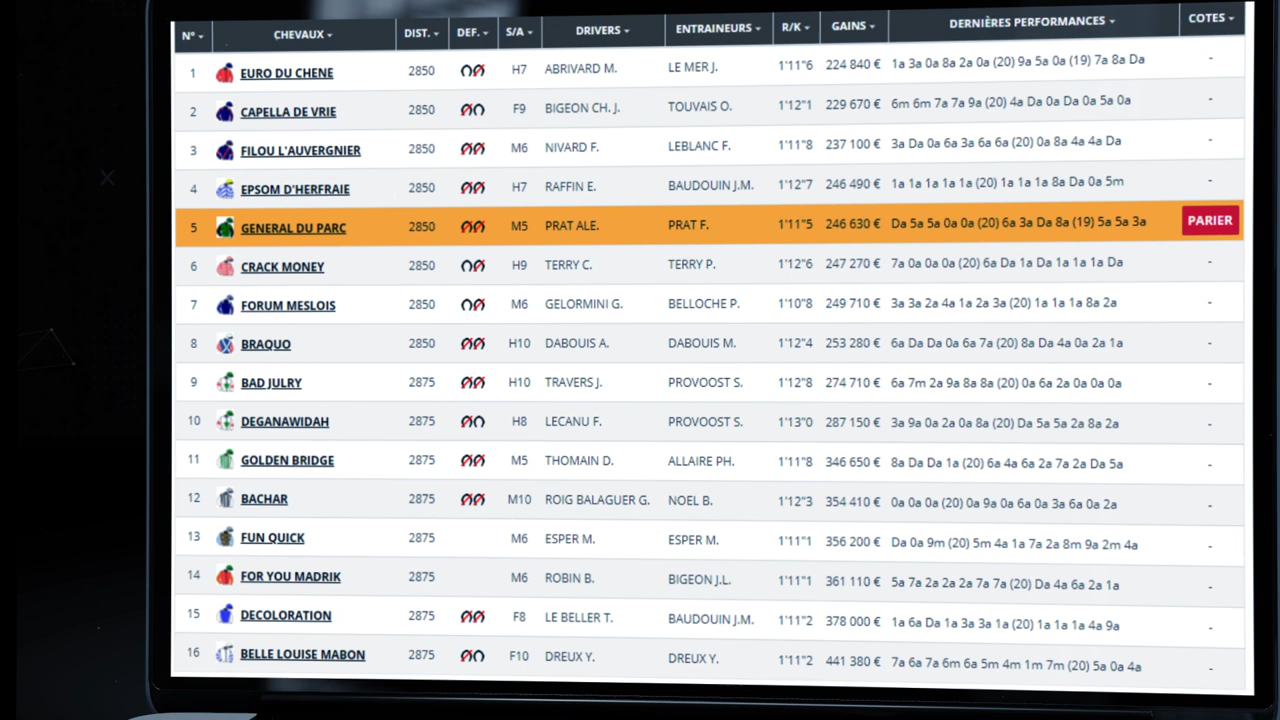 N° CHEVAUX DIST. DEF. S/A DRIVERS ENTRAINEURS R/K GAINS DERNIÈRES PERFORMANCES COTES
1 EURO DU CHENE 2850 H7 ABRIVARD M. LE MER J. 1'11"6 224 840 € 1a 3a 0a 8a 2a 0a (20) 9a 5a 0a (19) 7a 8a Da -
2 CAPELLA DE VRIE 2850 F9 BIGEON CH. J. TOUVAIS O. 1'12"1 229 670 € 6m 6m 7a 7a 9a (20) 4a Da 0a Da 0a 5a 0a -
3 FILOU L'AUVERGNIER 2850 M6 NIVARD F. LEBLANC F. 1'11"8 237 100 € 3a Da 0a 6a 3a 6a 6a (20) 0a 8a 4a 4a Da -
4 EPSOM D'HERFRAIE 2850 H7 RAFFIN E. BAUDOUIN J.M. 1'12"7 246 490 € 1a 1a 1a 1a 1a (20) 1a 1a 1a 8a Da 0a 5m -
5 GENERAL DU PARC 2850 M5 PRAT ALE. PRAT F. 1'11"5 246 630 € Da 5a 5a 0a 0a (20) 6a 3a Da 8a (19) 5a 5a 3a PARIER
6 CRACK MONEY 2850 H9 TERRY C. TERRY P. 1'12"6 247 270 € 7a 0a 0a 0a (20) 6a Da 1a Da 1a 1a 1a Da -
7 FORUM MESLOIS 2850 M6 GELORMINI G. BELLOCHE P. 1'10"8 249 710 € 3a 3a 2a 4a 1a 2a 3a (20) 1a 1a 1a 8a 2a -
8 BRAQUO 2850 H10 DABOUIS A. DABOUIS M. 1'12"4 253 280 € 6a Da Da 0a 6a 7a (20) 8a Da 4a 0a 2a 1a -
9 BAD JULRY 2875 H10 TRAVERS J. PROVOOST S. 1'12"8 274 710 € 6a 7m 2a 9a 8a 8a (20) 0a 6a 2a 0a 0a 0a -
10 DEGANAWIDAH 2875 H8 LECANU F. PROVOOST S. 1'13"0 287 150 € 3a 9a 0a 2a 0a 8a (20) Da 5a 5a 2a 8a 2a -
11 GOLDEN BRIDGE 2875 M5 THOMAIN D. ALLAIRE PH. 1'11"8 346 650 € 8a Da Da 1a (20) 6a 4a 6a 2a 7a 2a Da 5a -
12 BACHAR 2875 M10 ROIG BALAGUER G. NOEL B. 1'12"3 354 410 € 0a 0a 0a (20) 0a 9a 0a 6a 0a 3a 6a 0a 2a -
13 FUN QUICK 2875 M6 ESPER M. ESPER M. 1'11"1 356 200 € Da 0a 9m (20) 5m 4a 1a 7a 2a 8m 9a 2m 4a -
14 FOR YOU MADRIK 2875 M6 ROBIN B. BIGEON J.L. 1'11"1 361 110 € 5a 7a 2a 2a 2a 7a 7a (20) Da 4a 6a 2a 1a -
15 DECOLORATION 2875 F8 LE BELLER T. BAUDOUIN J.M. 1'11"2 378 000 € 1a 6a Da 1a 3a 3a 1a (20) 1a 1a 1a 4a 9a -
16 BELLE LOUISE MABON 2875 F10 DREUX Y. DREUX Y. 1'11"2 441 380 € 7a 6a 7a 6m 6a 5m 4m 1m 7m (20) 5a 0a 4a -